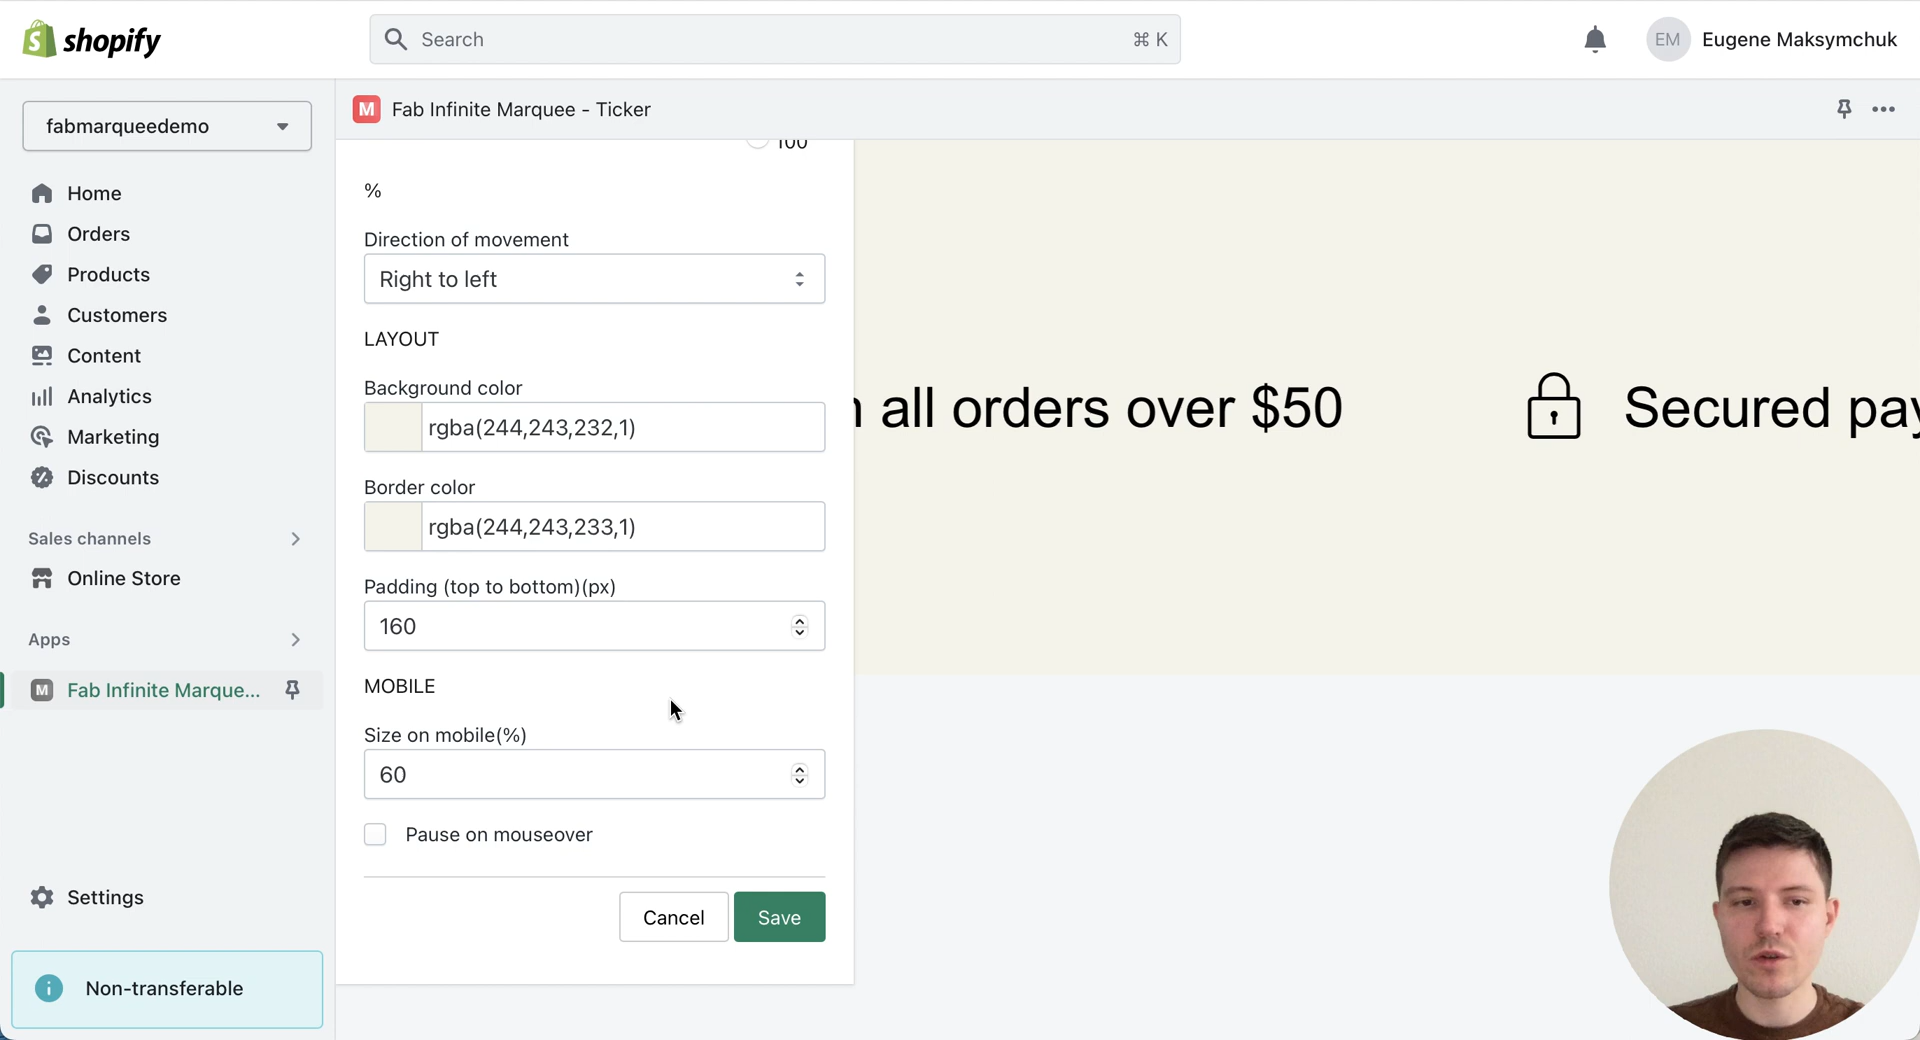 shopify
Search
⌘ K
EM
Eugene Maksymchuk
fabmarqueedemo
M
Fab Infinite Marquee - Ticker
100
%
Direction of movement
Right to left
LAYOUT
Background color
rgba(244,243,232,1)
Border color
rgba(244,243,233,1)
Padding (top to bottom)(px)
160
MOBILE
Size on mobile(%)
60
Pause on mouseover
Cancel
Save
Home
Orders
Products
Customers
Content
Analytics
Marketing
Discounts
Sales channels
Online Store
Apps
M
Fab Infinite Marque...
Settings
Non-transferable
all orders over $50
Secured pay